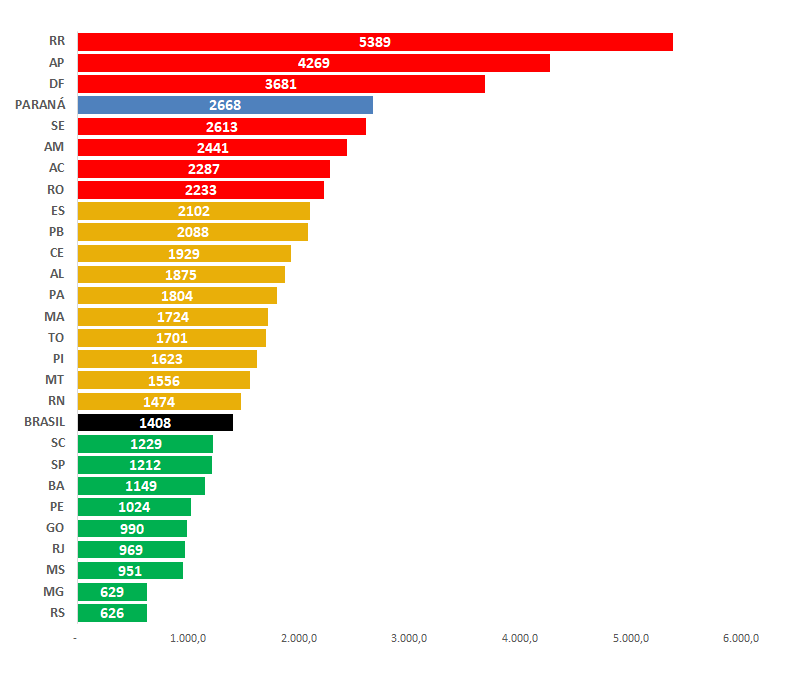 RR 5389
AP 4269
DF 3681
PARANÁ 2668
SE 2613
AM 2441
AC 2287
RO 2233
ES 2102
PB 2088
CE 1929
AL 1875
PA 1804
MA 1724
TO 1701
PI 1623
MT 1556
RN 1474
BRASIL 1408
SC 1229
SP 1212
BA 1149
PE 1024
GO 990
RJ 969
MS 951
MG 629
RS 626
- 1.000,0 2.000,0 3.000,0 4.000,0 5.000,0 6.000,0